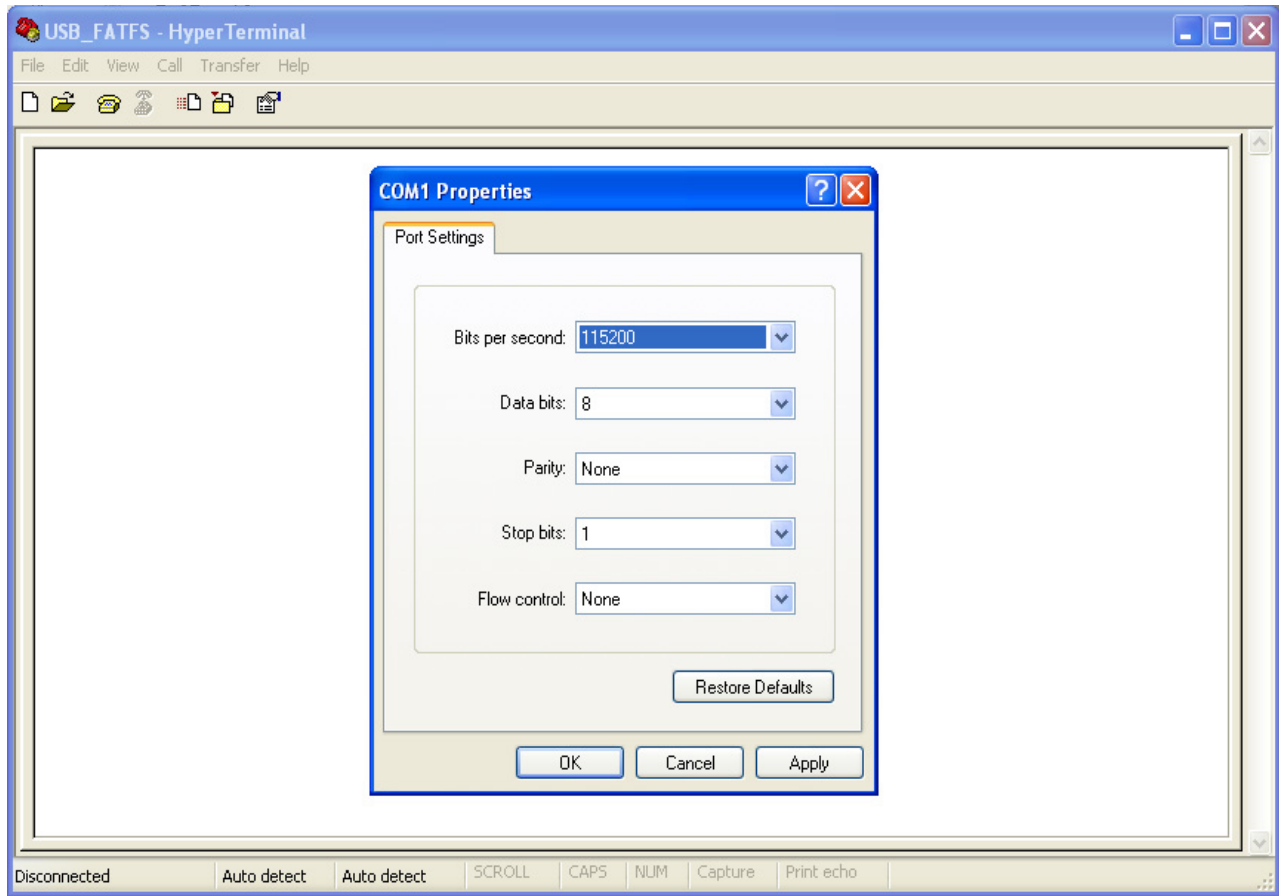 USB_FATFS - HyperTerminal
File Edit View Call Transfer Help
COM1 Properties
Port Settings
Bits per second: 115200
Data bits: 8
Parity: None
Stop bits: 1
Flow control: None
Restore Defaults
OK Cancel Apply
Disconnected Auto detect Auto detect SCROLL CAPS NUM Capture Print echo